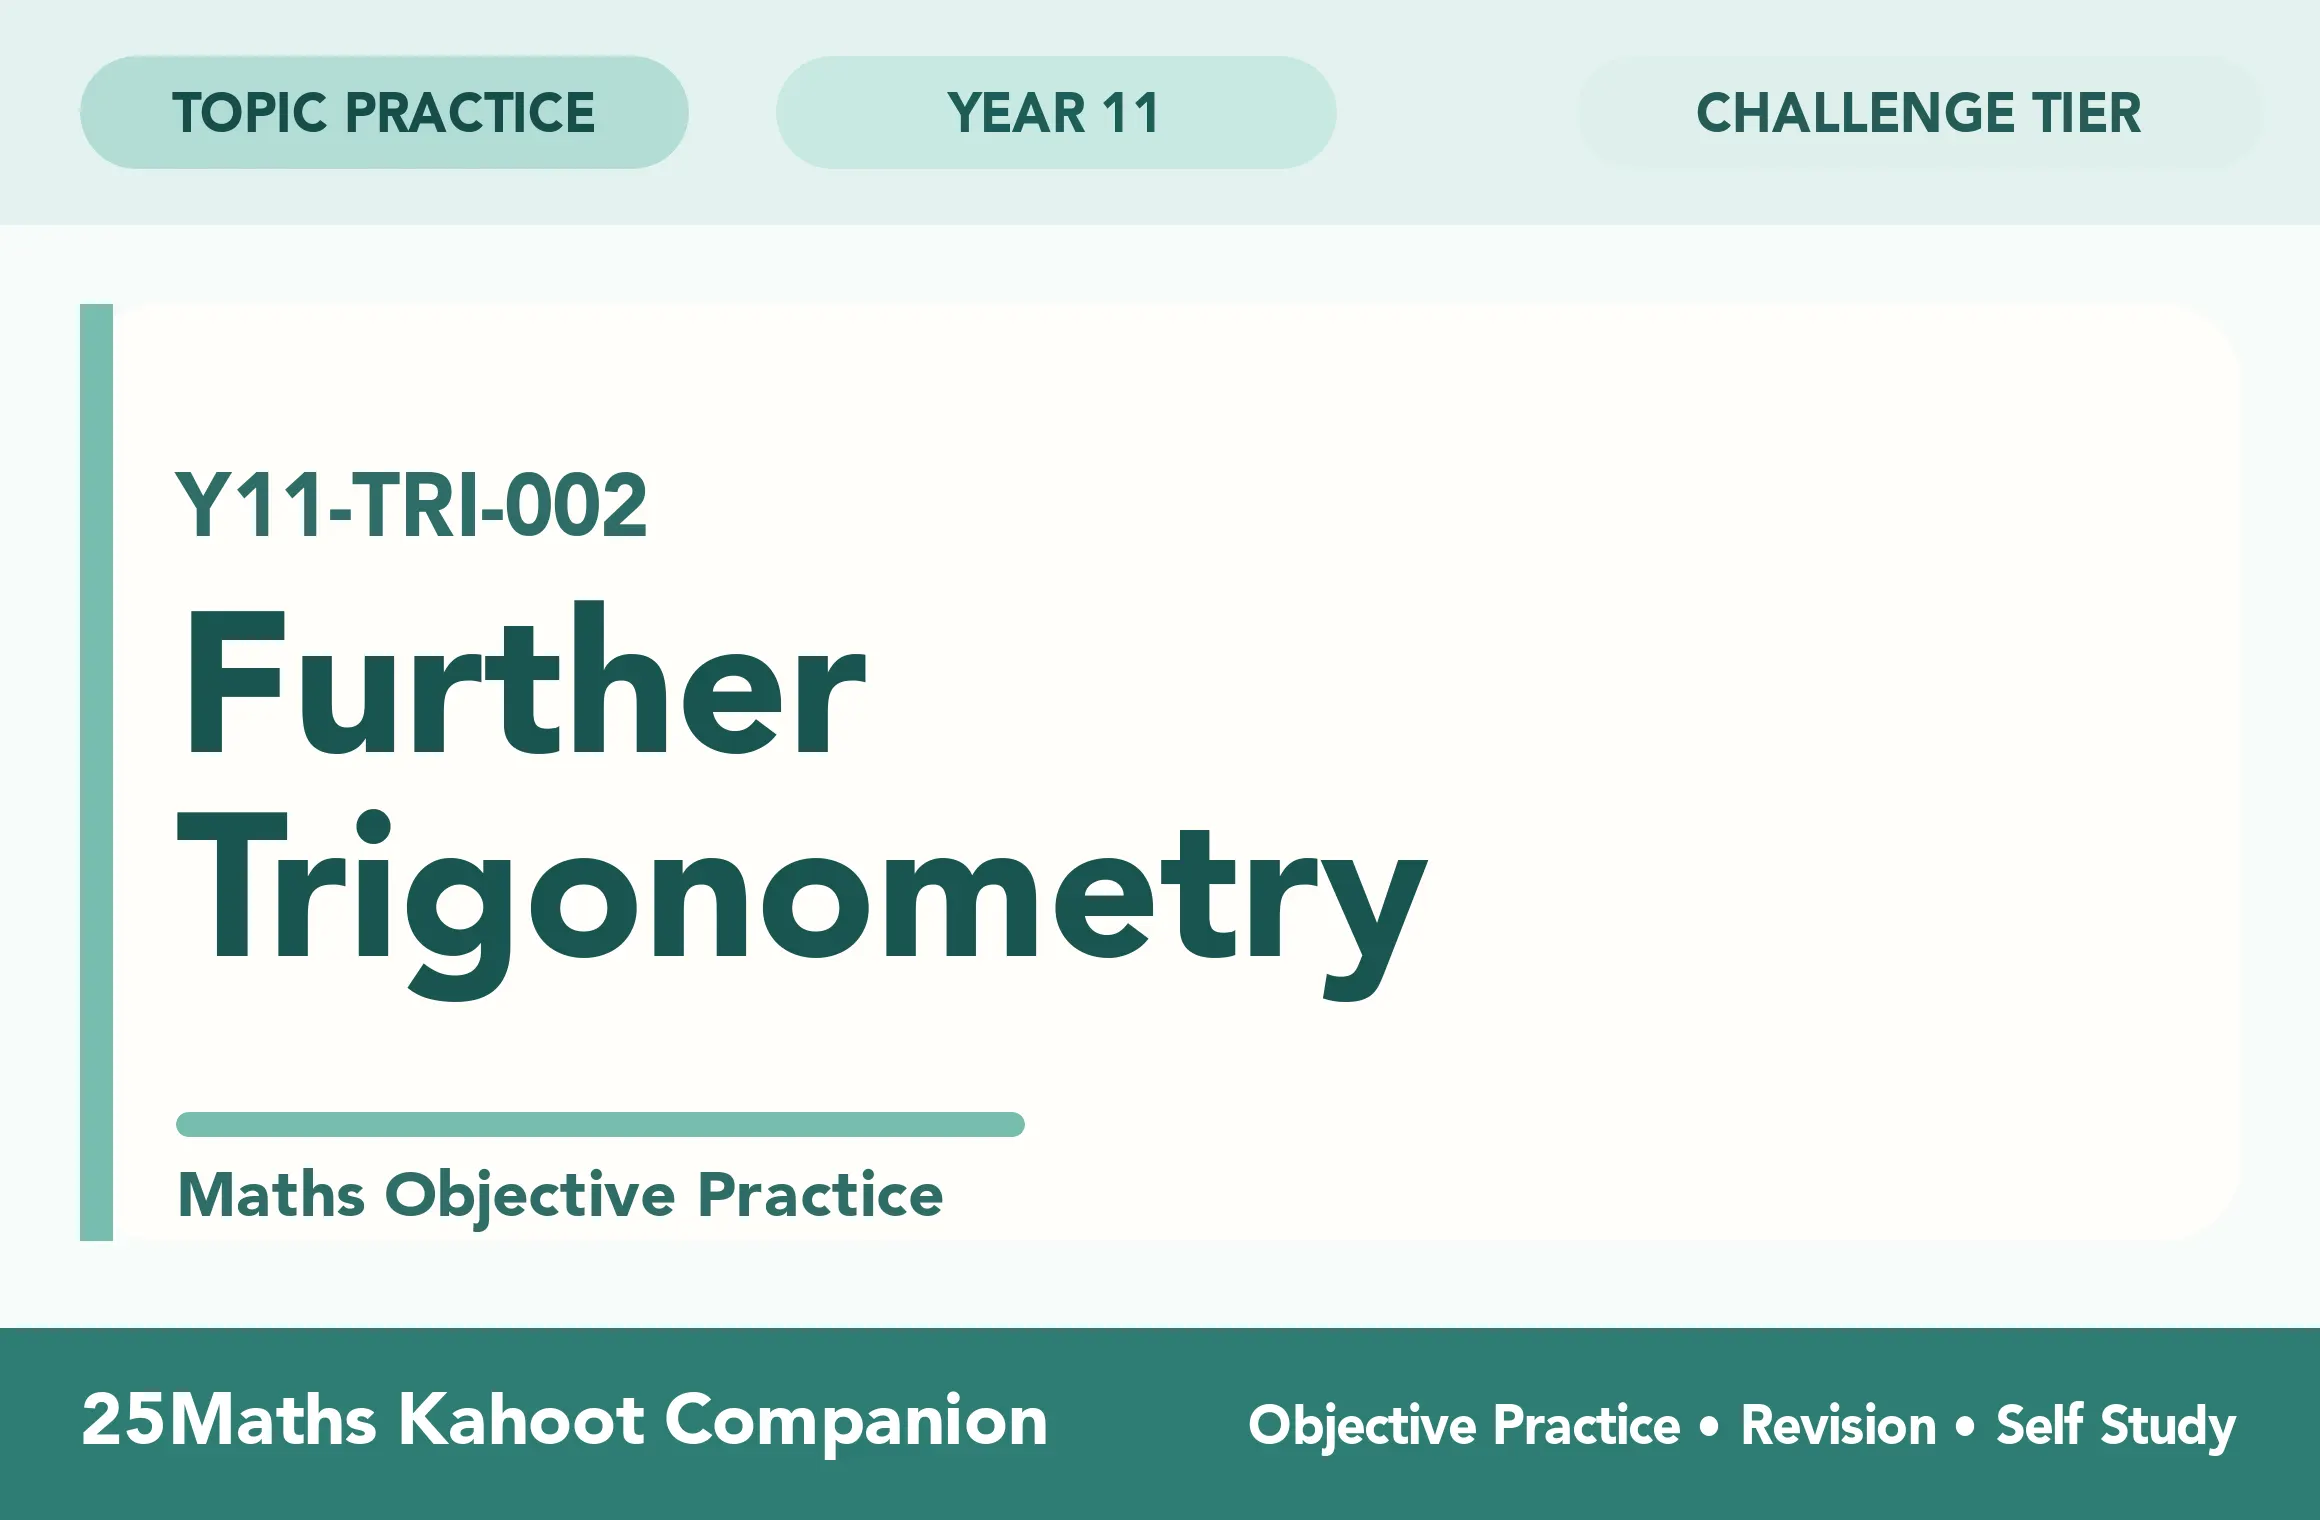 TOPIC PRACTICE
YEAR 11
CHALLENGE TIER
Y11-TRI-002
Further
Trigonometry
Maths Objective Practice
25Maths Kahoot Companion
Objective Practice • Revision • Self Study